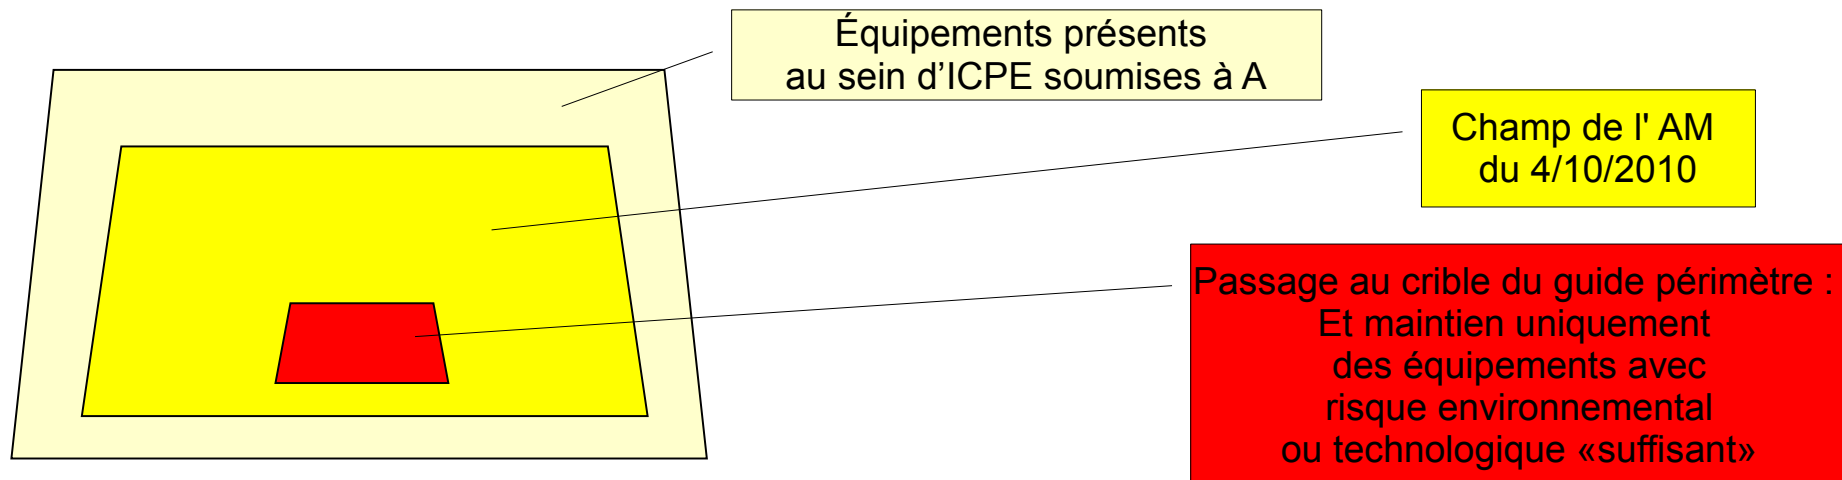 Équipements présents
au sein d’ICPE soumises à A
Champ de l' AM
du 4/10/2010
Passage au crible du guide périmètre :
Et maintien uniquement
des équipements avec
risque environnemental
ou technologique «suffisant»